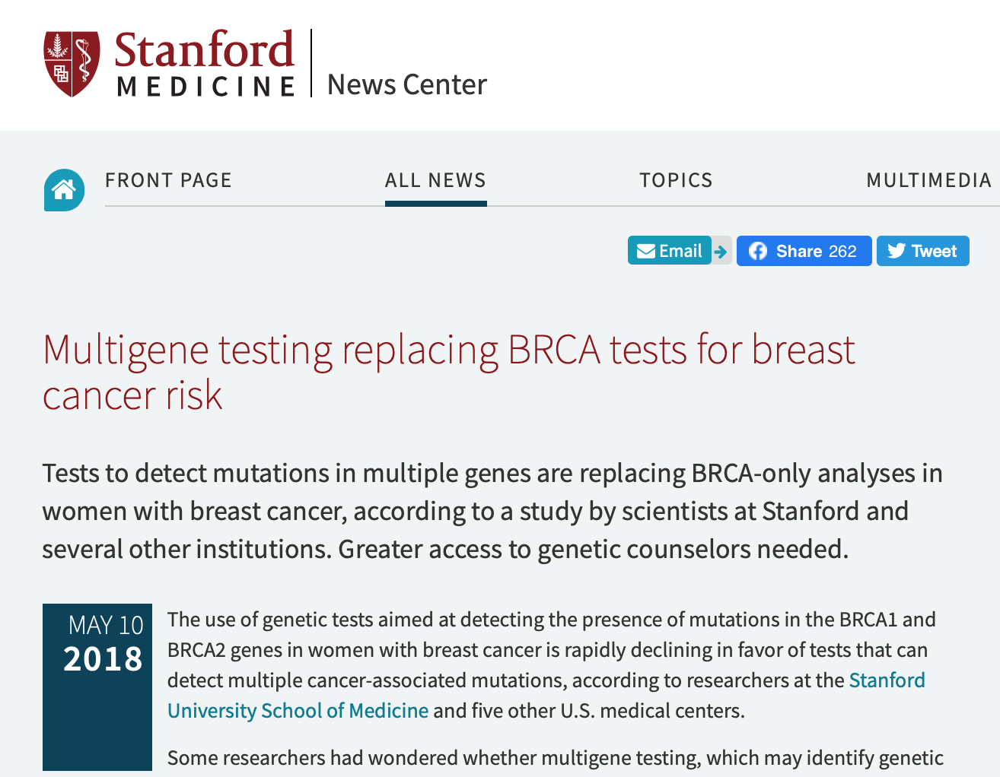 Stanford
MEDICINE
News Center
FRONT PAGE
ALL NEWS
TOPICS
MULTIMEDIA
Email
Share 262
Tweet
Multigene testing replacing BRCA tests for breast
cancer risk
Tests to detect mutations in multiple genes are replacing BRCA-only analyses in
women with breast cancer, according to a study by scientists at Stanford and
several other institutions. Greater access to genetic counselors needed.
MAY 10
2018
The use of genetic tests aimed at detecting the presence of mutations in the BRCA1 and
BRCA2 genes in women with breast cancer is rapidly declining in favor of tests that can
detect multiple cancer-associated mutations, according to researchers at the Stanford
University School of Medicine and five other U.S. medical centers.
Some researchers had wondered whether multigene testing, which may identify genetic